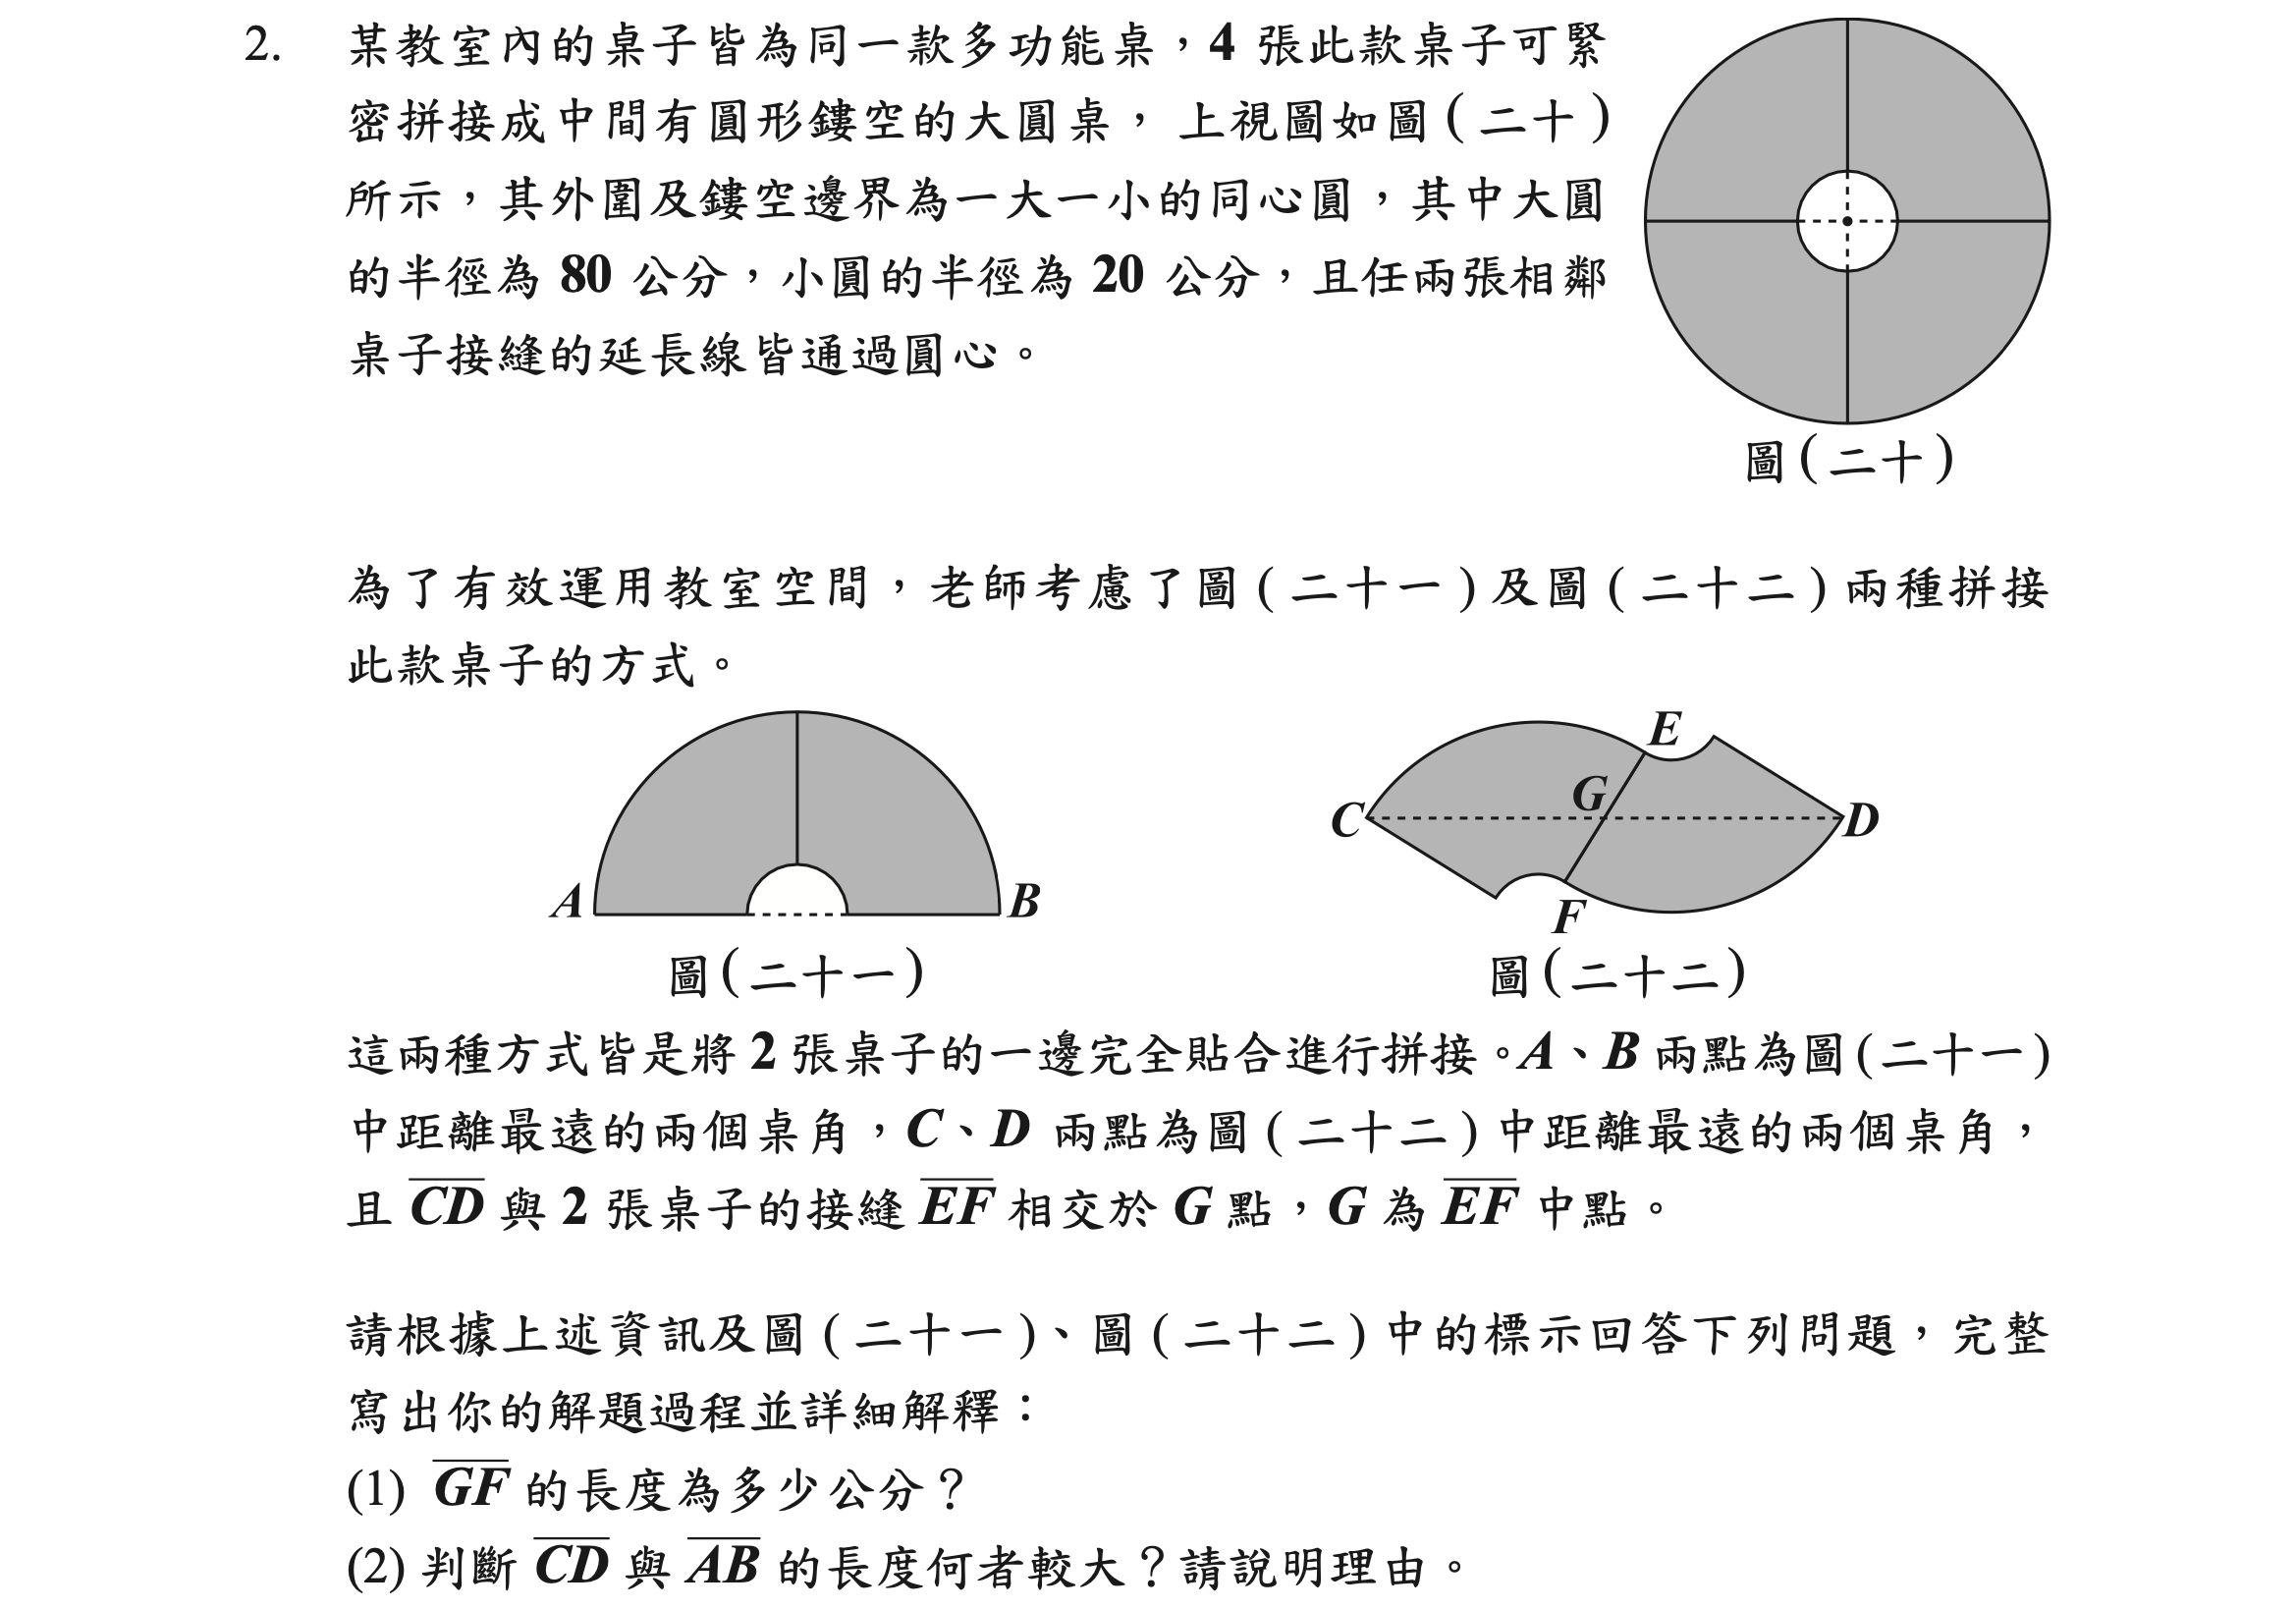 2. 某教室內的桌子皆為同一款多功能桌，4 張此款桌子可緊
密拼接成中間有圓形鏤空的大圓桌，上視圖如圖(二十)
所示，其外圍及鏤空邊界為一大一小的同心圓，其中大圓
的半徑為 80 公分，小圓的半徑為 20 公分，且任兩張相鄰
桌子接縫的延長線皆通過圓心。
圖(二十)
為了有效運用教室空間，老師考慮了圖(二十一)及圖(二十二)兩種拼接
此款桌子的方式。
A
B
圖(二十一)
E
G
C
D
F
圖(二十二)
這兩種方式皆是將 2 張桌子的一邊完全貼合進行拼接。A、B 兩點為圖(二十一)
中距離最遠的兩個桌角，C、D 兩點為圖(二十二)中距離最遠的兩個桌角，
且 CD 與 2 張桌子的接縫 EF 相交於 G 點，G 為 EF 中點。
請根據上述資訊及圖(二十一)、圖(二十二)中的標示回答下列問題，完整
寫出你的解題過程並詳細解釋：
(1) GF 的長度為多少公分？
(2) 判斷 CD 與 AB 的長度何者較大？請說明理由。